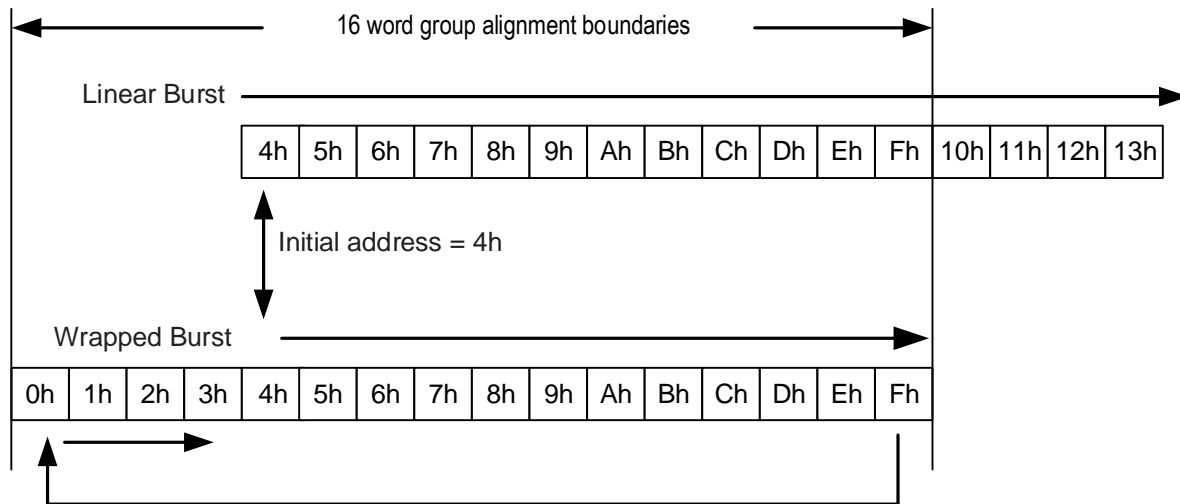 16 word group alignment boundaries
Linear Burst
4h 5h 6h 7h 8h 9h Ah Bh Ch Dh Eh Fh 10h 11h 12h 13h
Initial address = 4h
Wrapped Burst
0h 1h 2h 3h 4h 5h 6h 7h 8h 9h Ah Bh Ch Dh Eh Fh